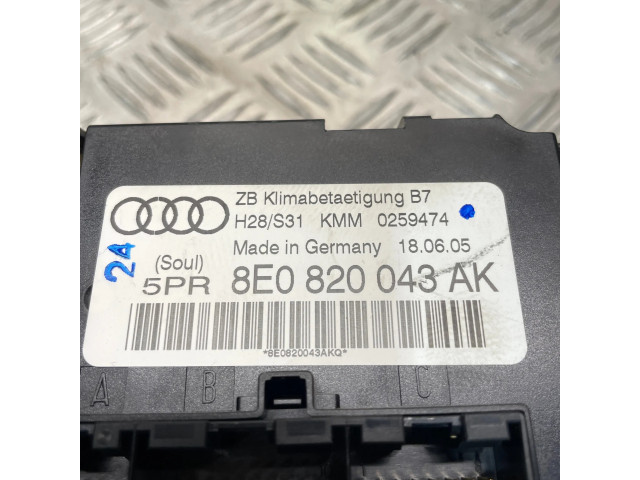 ZB Klimabetaetigung B7
H28/S31 KMM 0259474
Made in Germany 18.06.05
24
(Soul)
5PR 8E0 820 043 AK
*8E0820043AKQ*
A B C